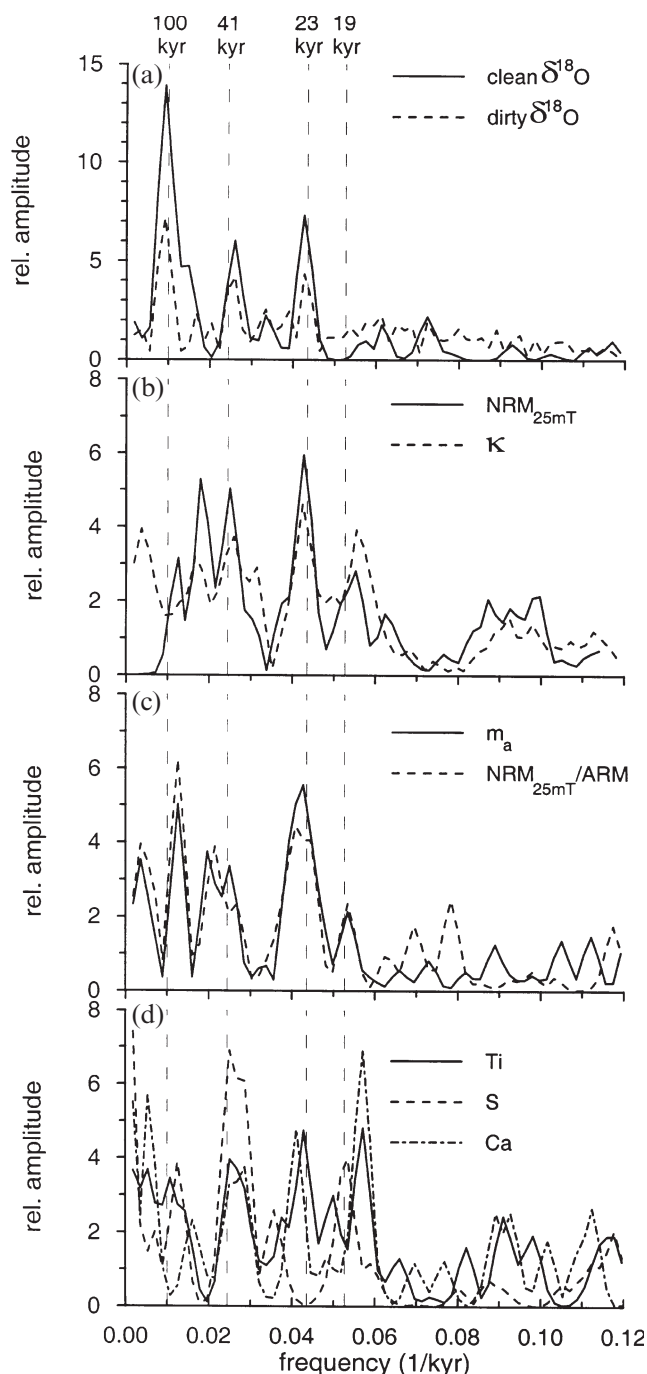 100 41 23 19
kyr kyr kyr kyr
(a)
15
10
5
0
rel. amplitude
clean δ18O
dirty δ18O
(b)
8
6
4
2
0
rel. amplitude
NRM25mT
κ
(c)
8
6
4
2
0
rel. amplitude
ma
NRM25mT/ARM
(d)
8
6
4
2
0
rel. amplitude
Ti
S
Ca
0.00 0.02 0.04 0.06 0.08 0.10 0.12
frequency (1/kyr)